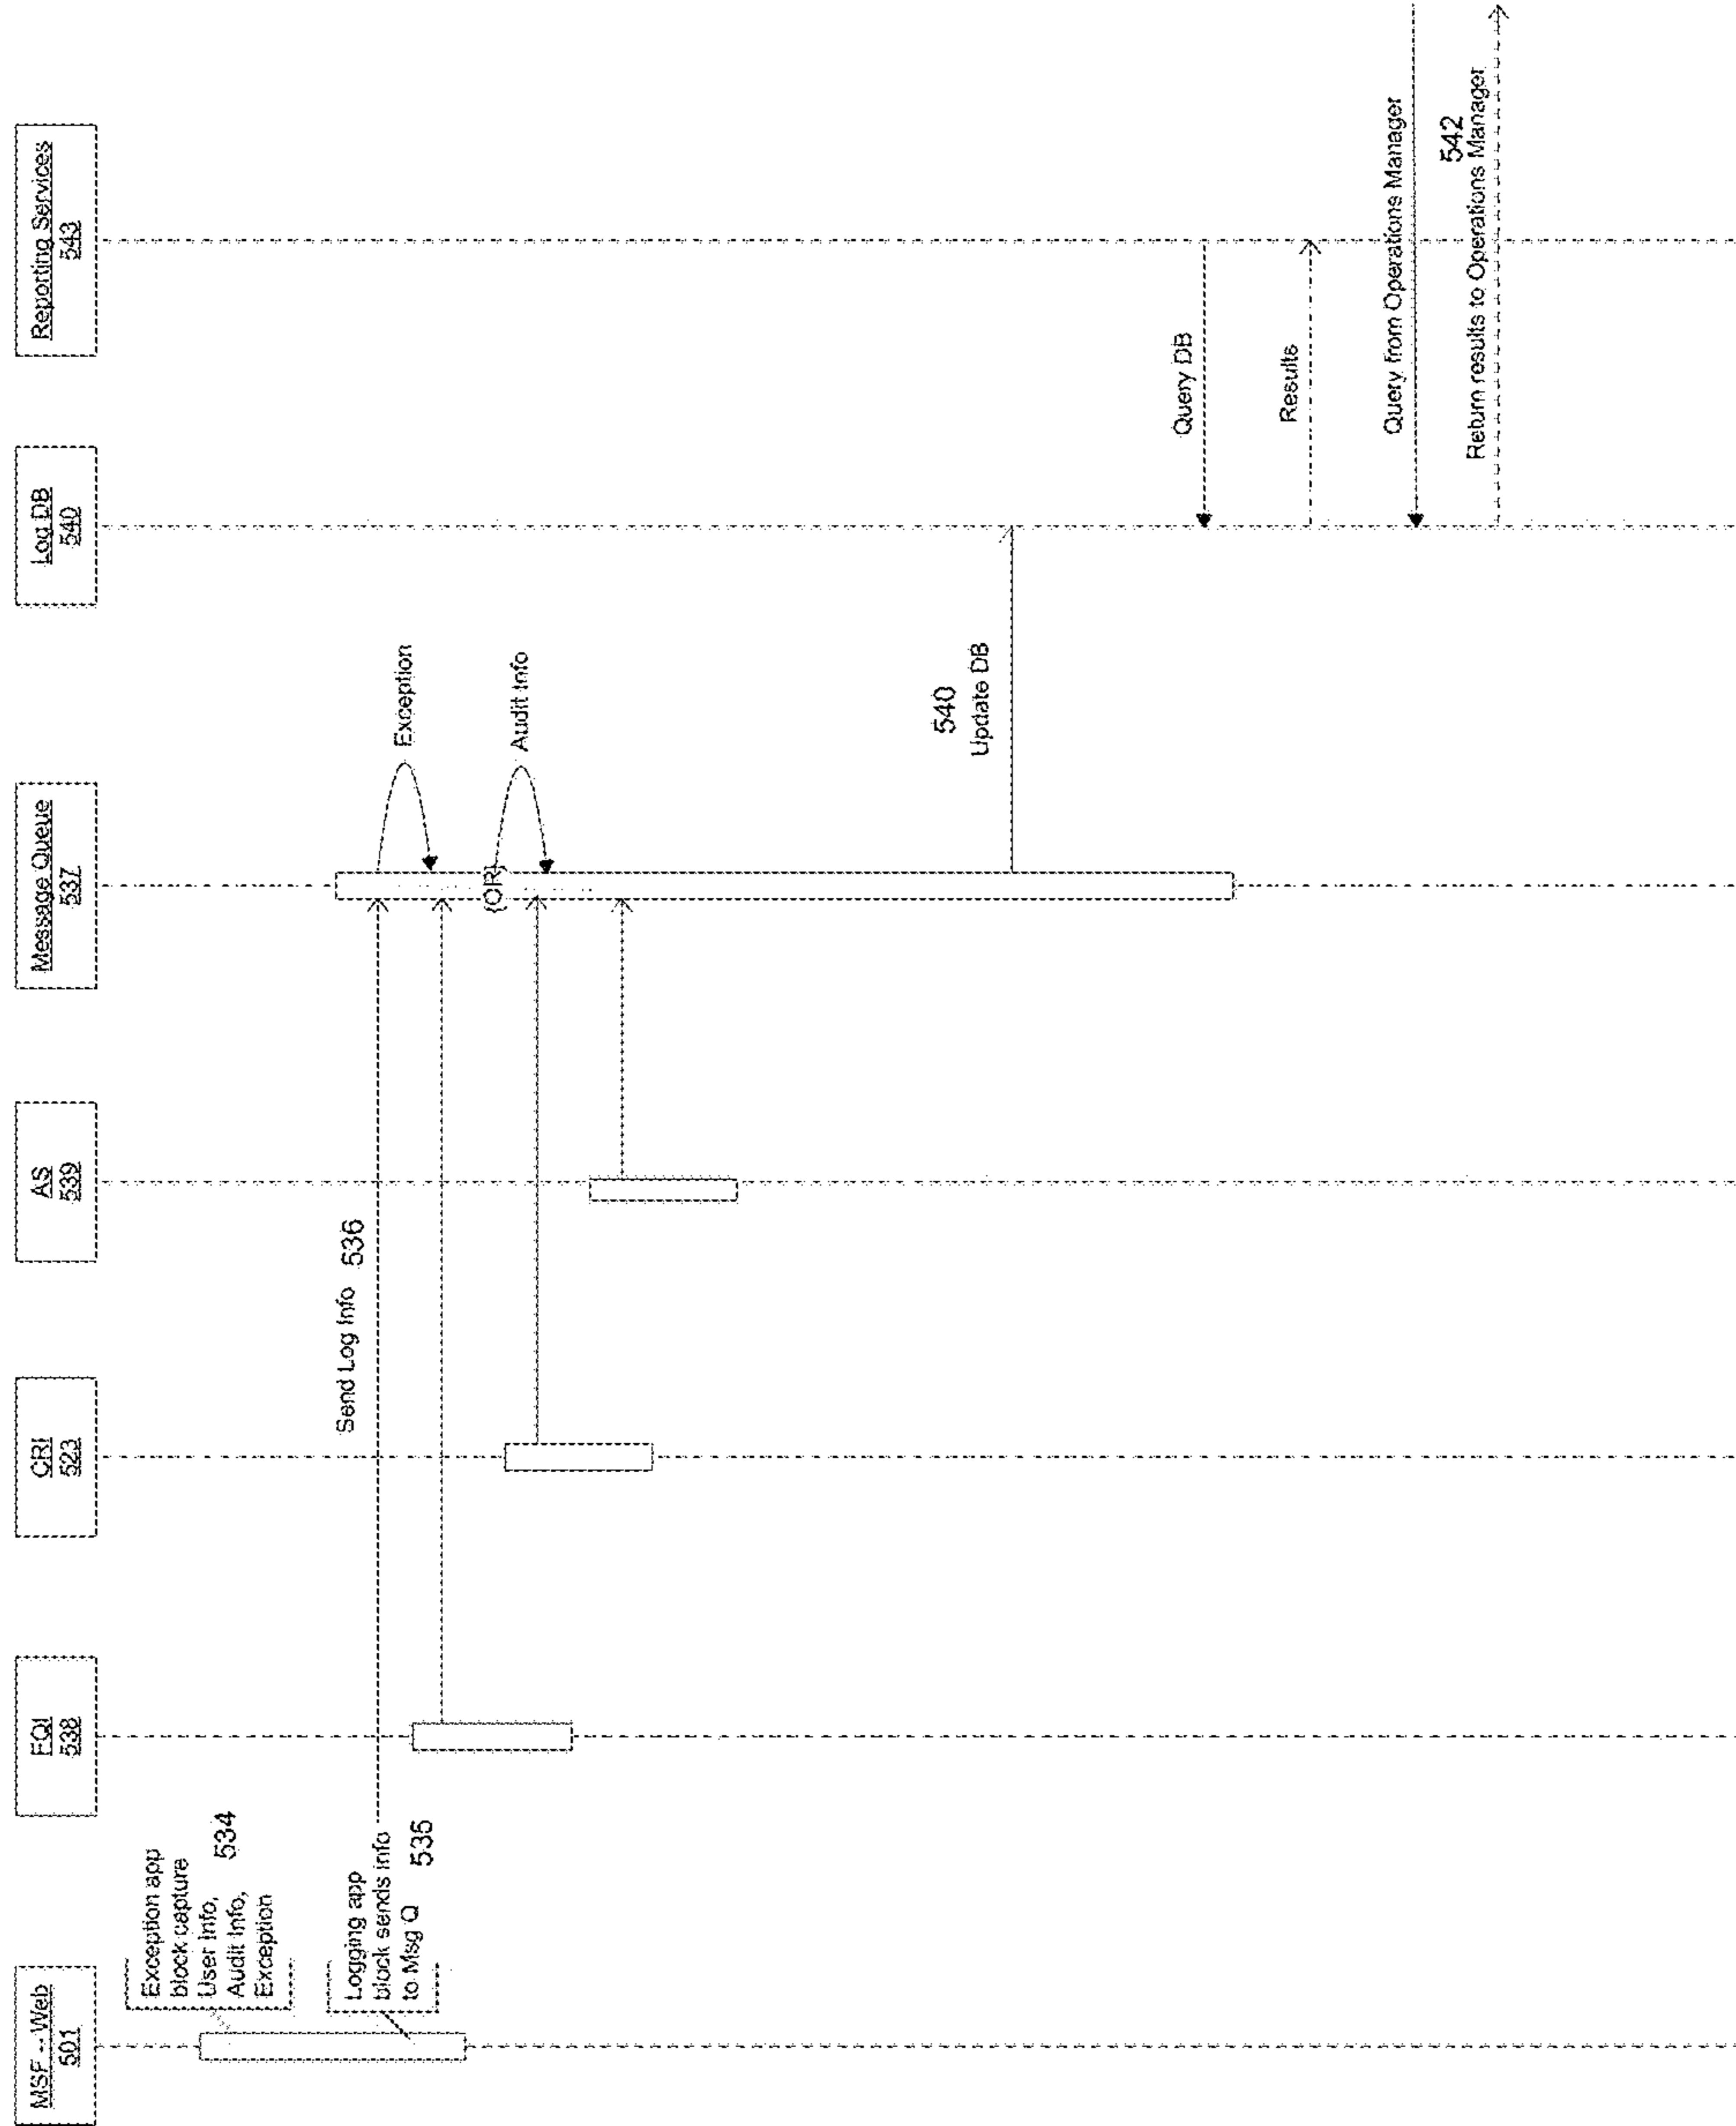 MSF -- Web
501
FQI
538
CRI
523
AS
539
Message Queue
537
Log DB
540
Reporting Services
543
Exception app
block capture
User Info,
Audit Info,
Exception
534
Logging app
block sends info
to Msg Q
535
Send Log Info 536
Exception
{OR}
Audit Info
540
Update DB
Query DB
Results
Query from Operations Manager
542
Return results to Operations Manager